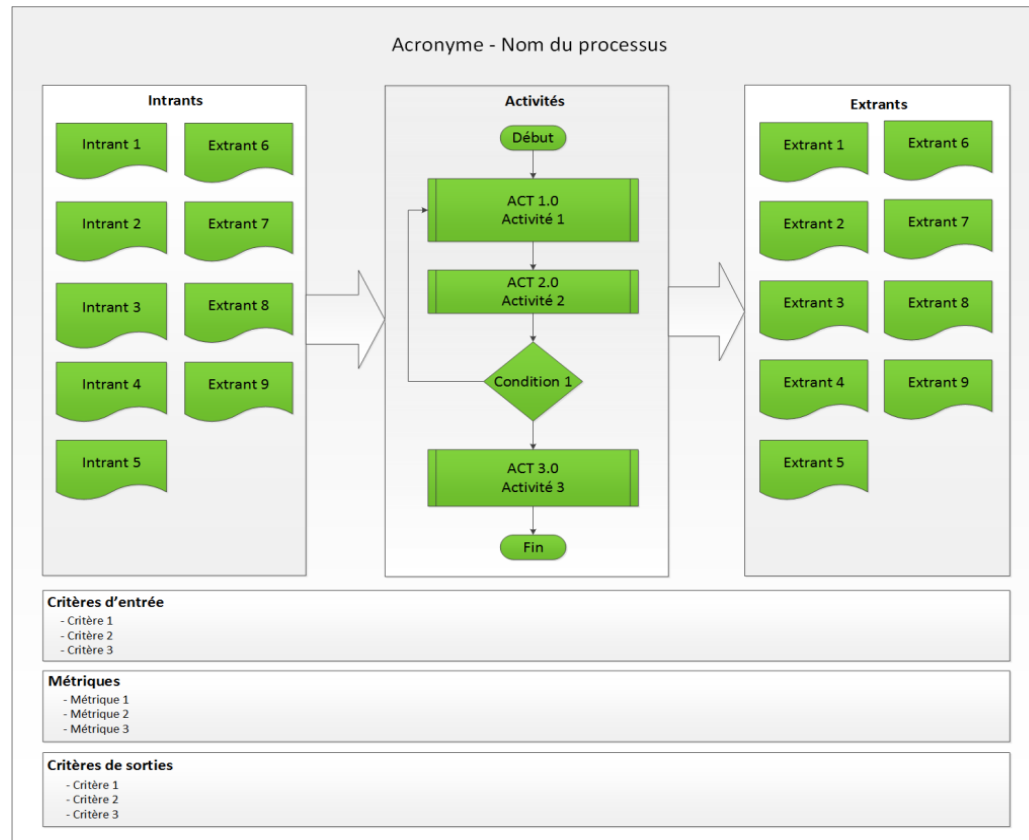 Acronyme - Nom du processus
Intrants
Intrant 1
Extrant 6
Intrant 2
Extrant 7
Intrant 3
Extrant 8
Intrant 4
Extrant 9
Intrant 5
Activités
Début
ACT 1.0
Activité 1
ACT 2.0
Activité 2
Condition 1
ACT 3.0
Activité 3
Fin
Extrants
Extrant 1
Extrant 6
Extrant 2
Extrant 7
Extrant 3
Extrant 8
Extrant 4
Extrant 9
Extrant 5
Critères d’entrée
- Critère 1
- Critère 2
- Critère 3
Métriques
- Métrique 1
- Métrique 2
- Métrique 3
Critères de sorties
- Critère 1
- Critère 2
- Critère 3